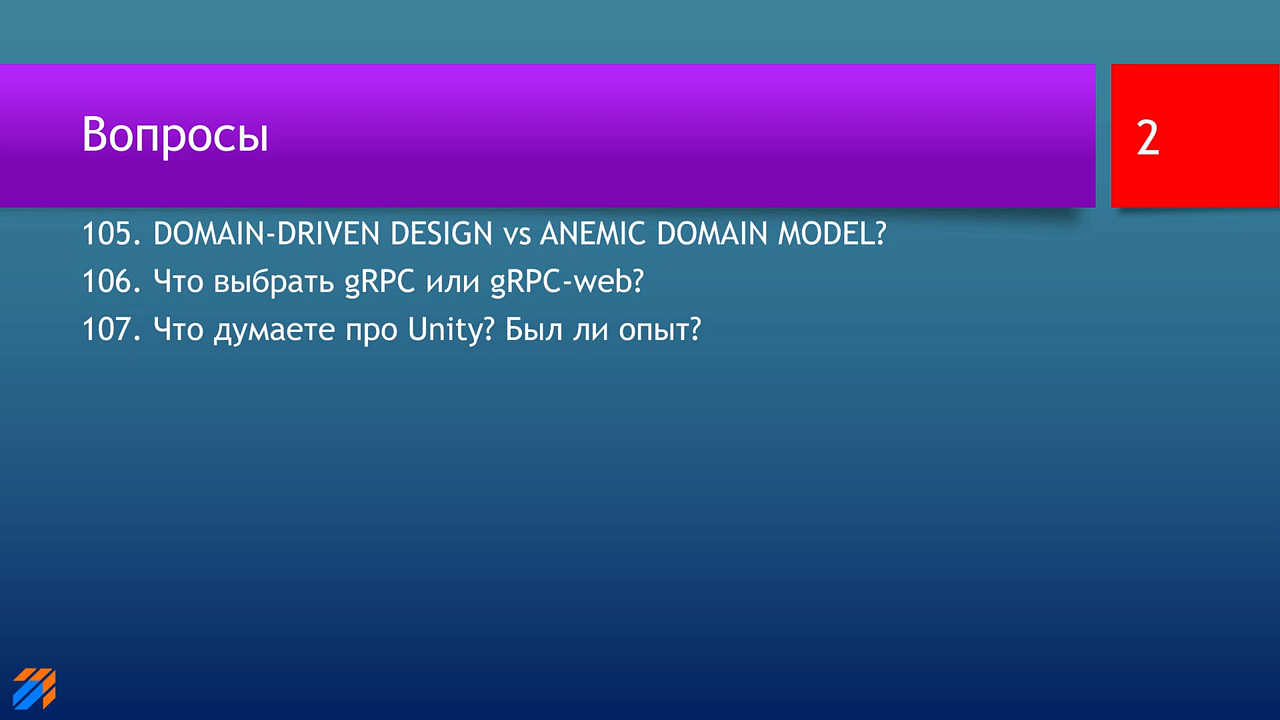 Вопросы
2
105. DOMAIN-DRIVEN DESIGN vs ANEMIC DOMAIN MODEL?
106. Что выбрать gRPC или gRPC-web?
107. Что думаете про Unity? Был ли опыт?